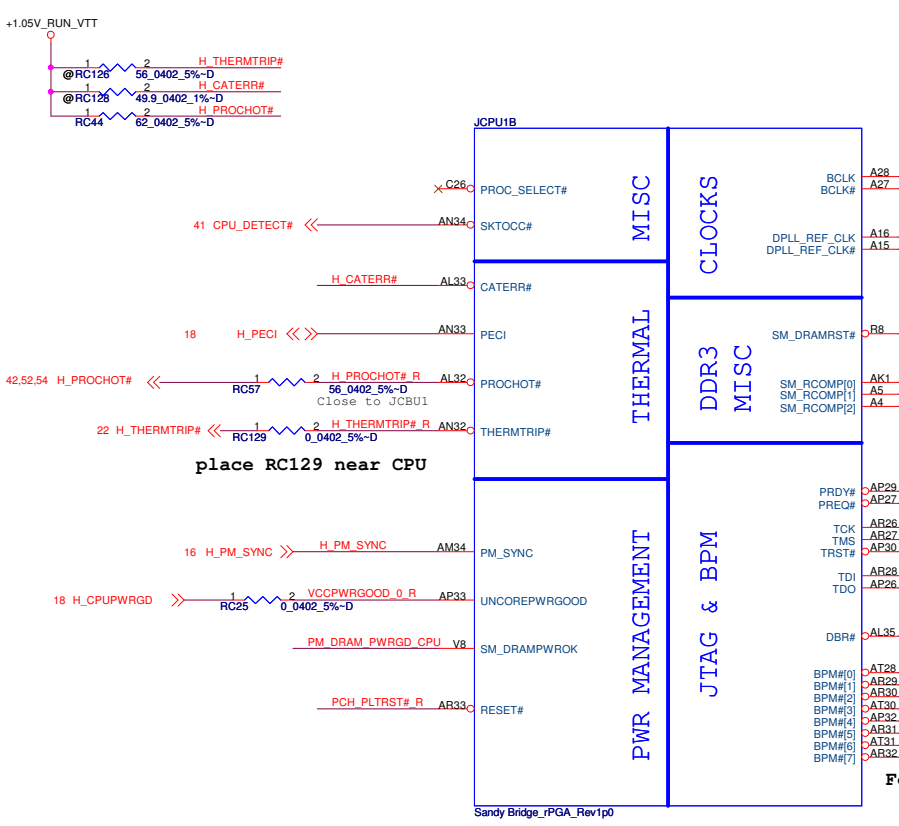 +1.05V_RUN_VTT
1 2 H_THERMTRIP#
@RC126 56_0402_5%~D
1 2 H_CATERR#
@RC128 49.9_0402_1%~D
1 2 H_PROCHOT#
RC44 62_0402_5%~D
JCPU1B
C26 PROC_SELECT#
41 CPU_DETECT# AN34 SKTOCC#
MISC
H_CATERR# AL33 CATERR#
18 H_PECI AN33 PECI
42,52,54 H_PROCHOT# 1 2 H_PROCHOT#_R AL32 PROCHOT#
RC57 56_0402_5%~D
Close to JCBU1
22 H_THERMTRIP# 1 2 H_THERMTRIP#_R AN32 THERMTRIP#
RC129 0_0402_5%~D
place RC129 near CPU
THERMAL
16 H_PM_SYNC H_PM_SYNC AM34 PM_SYNC
18 H_CPUPWRGD 1 2 VCCPWRGOOD_0_R AP33 UNCOREPWRGOOD
RC25 0_0402_5%~D
PM_DRAM_PWRGD_CPU V8 SM_DRAMPWROK
PCH_PLTRST#_R AR33 RESET#
PWR MANAGEMENT
CLOCKS
BCLK A28
BCLK# A27
DPLL_REF_CLK A16
DPLL_REF_CLK# A15
DDR3
MISC
SM_DRAMRST# R8
SM_RCOMP[0] AK1
SM_RCOMP[1] A5
SM_RCOMP[2] A4
JTAG & BPM
PRDY# AP29
PREQ# AP27
TCK AR26
TMS AR27
TRST# AP30
TDI AR28
TDO AP26
DBR# AL35
BPM#[0] AT28
BPM#[1] AR29
BPM#[2] AR30
BPM#[3] AT30
BPM#[4] AP32
BPM#[5] AR31
BPM#[6] AT31
BPM#[7] AR32
Sandy Bridge_rPGA_Rev1p0